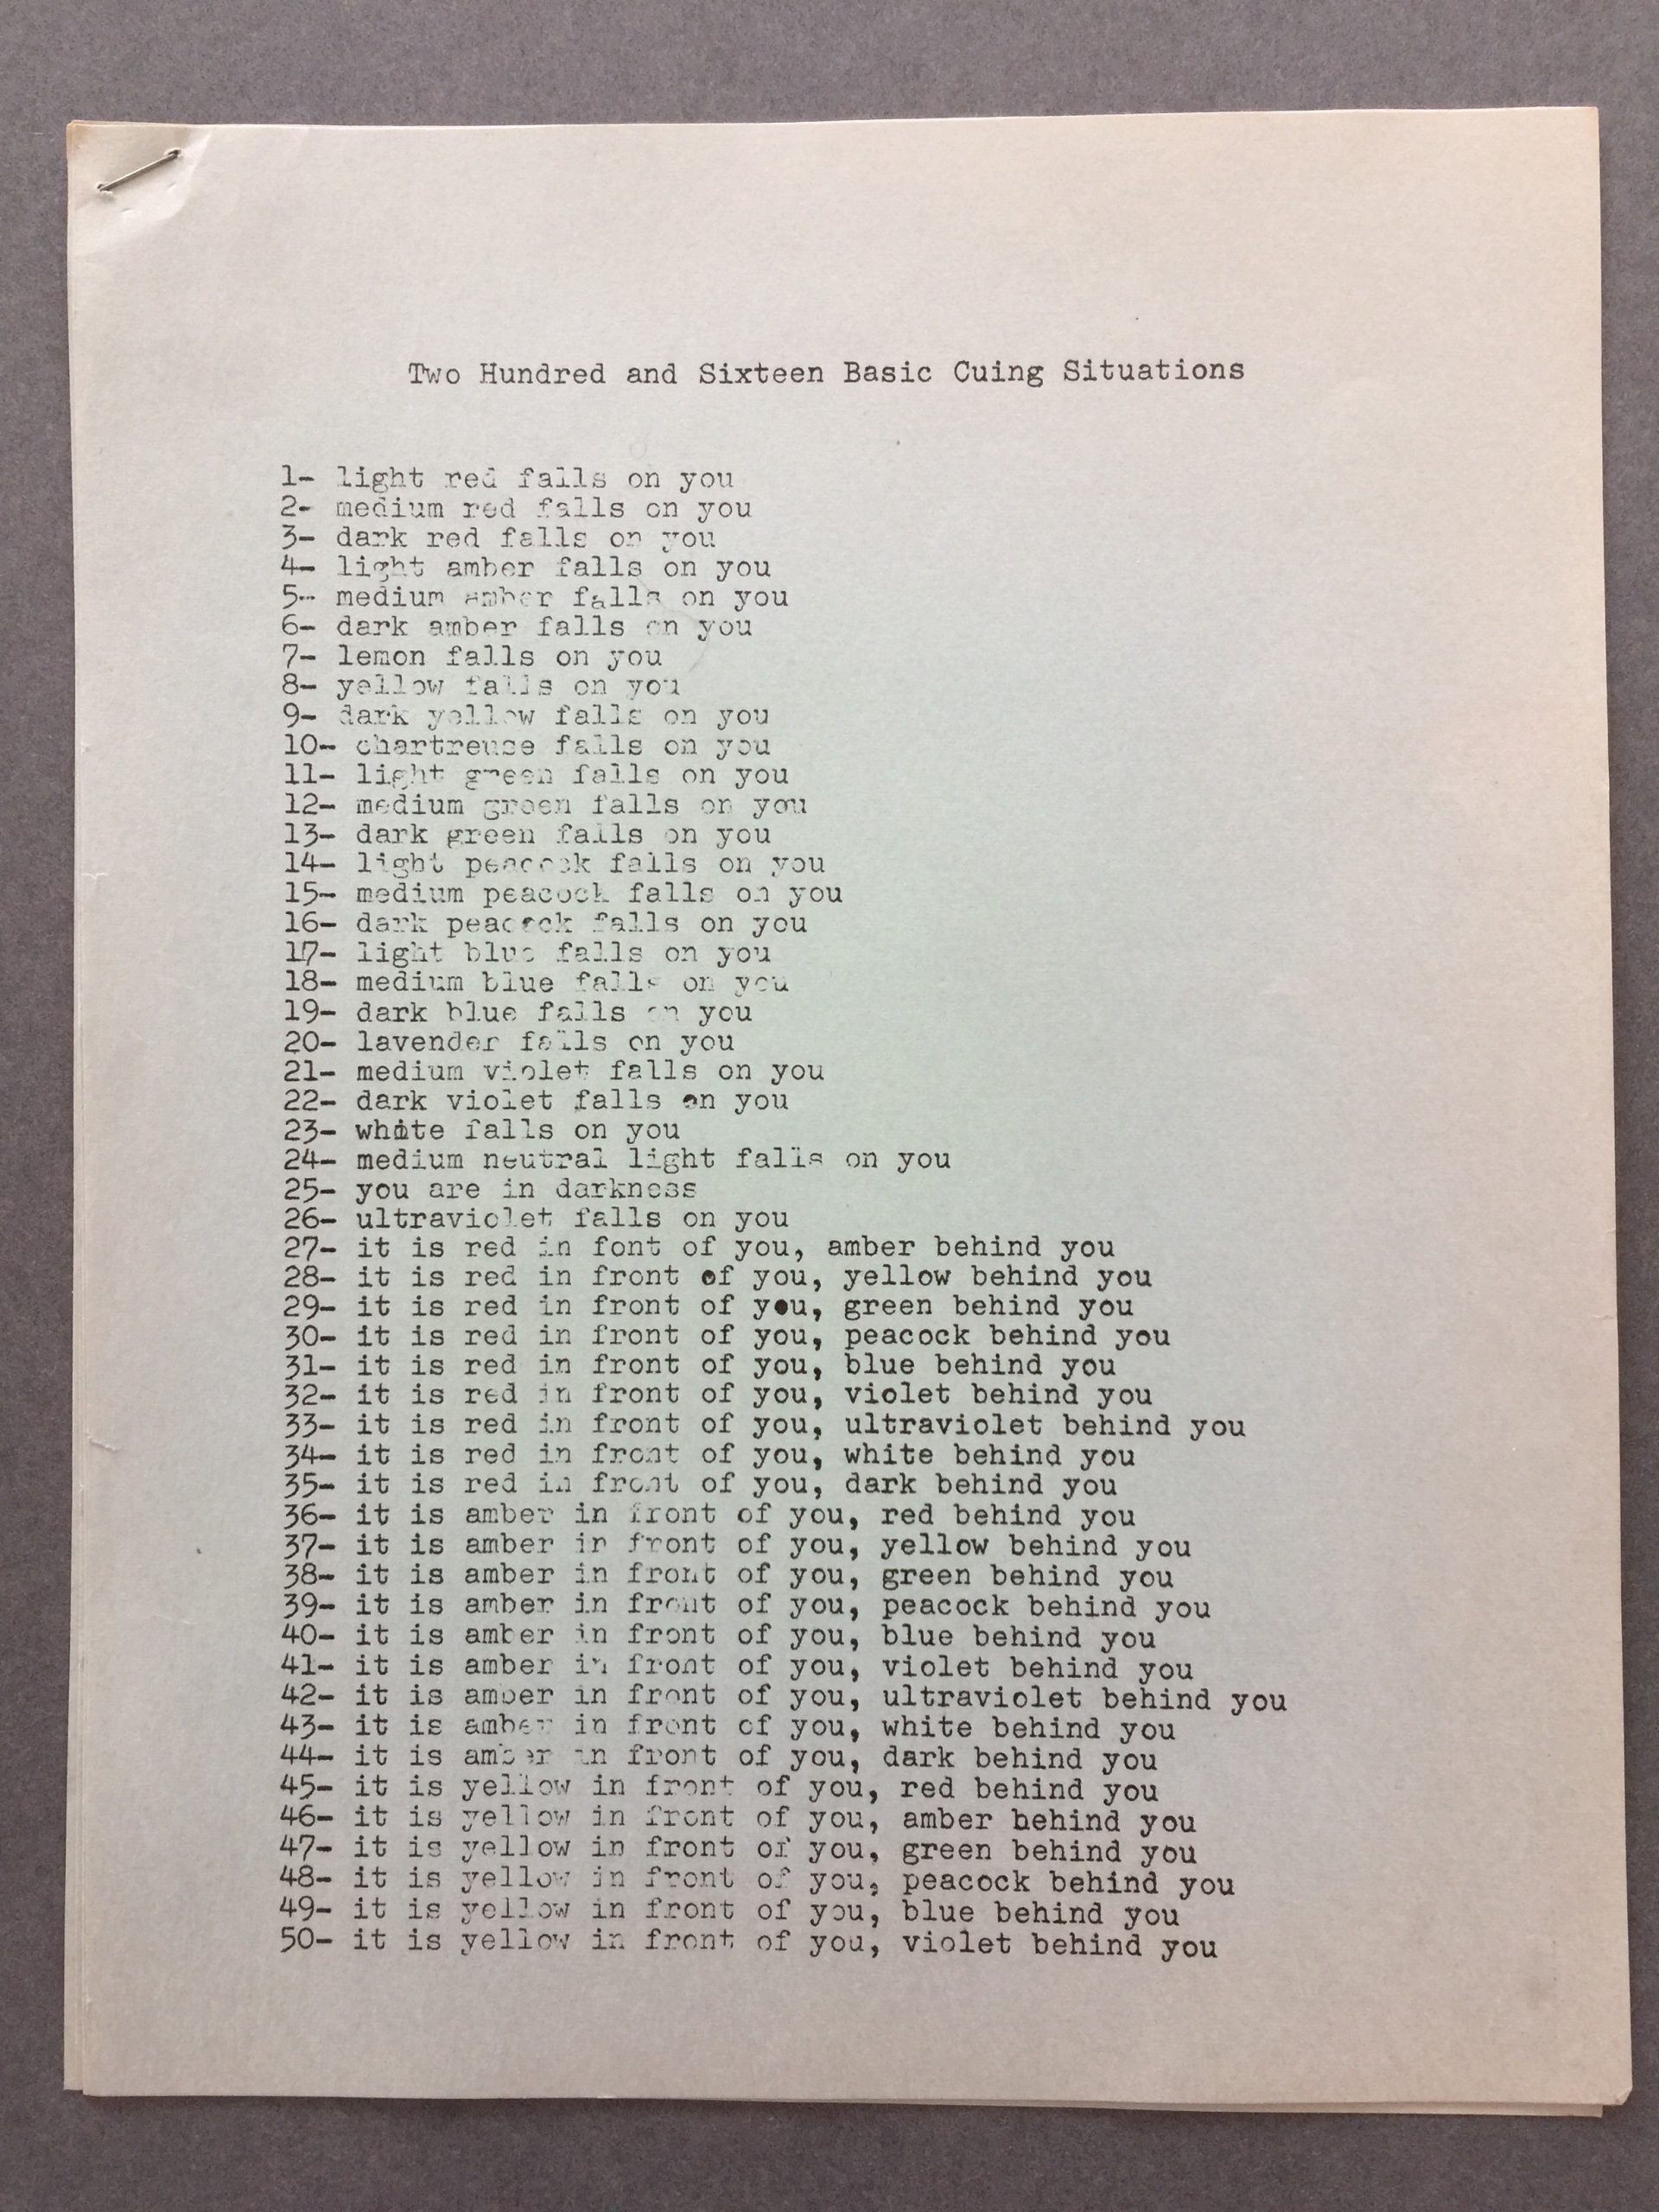 Two Hundred and Sixteen Basic Cuing Situations
1- light red falls on you
2- medium red falls on you
3- dark red falls on you
4- light amber falls on you
5- medium amber falls on you
6- dark amber falls on you
7- lemon falls on you
8- yellow falls on you
9- dark yellow falls on you
10- chartreuse falls on you
11- light green falls on you
12- medium green falls on you
13- dark green falls on you
14- light peacock falls on you
15- medium peacock falls on you
16- dark peacock falls on you
17- light blue falls on you
18- medium blue falls on you
19- dark blue falls on you
20- lavender falls on you
21- medium violet falls on you
22- dark violet falls on you
23- white falls on you
24- medium neutral light falls on you
25- you are in darkness
26- ultraviolet falls on you
27- it is red in font of you, amber behind you
28- it is red in front of you, yellow behind you
29- it is red in front of you, green behind you
30- it is red in front of you, peacock behind you
31- it is red in front of you, blue behind you
32- it is red in front of you, violet behind you
33- it is red in front of you, ultraviolet behind you
34- it is red in front of you, white behind you
35- it is red in front of you, dark behind you
36- it is amber in front of you, red behind you
37- it is amber in front of you, yellow behind you
38- it is amber in front of you, green behind you
39- it is amber in front of you, peacock behind you
40- it is amber in front of you, blue behind you
41- it is amber in front of you, violet behind you
42- it is amber in front of you, ultraviolet behind you
43- it is amber in front of you, white behind you
44- it is amber in front of you, dark behind you
45- it is yellow in front of you, red behind you
46- it is yellow in front of you, amber behind you
47- it is yellow in front of you, green behind you
48- it is yellow in front of you, peacock behind you
49- it is yellow in front of you, blue behind you
50- it is yellow in front of you, violet behind you